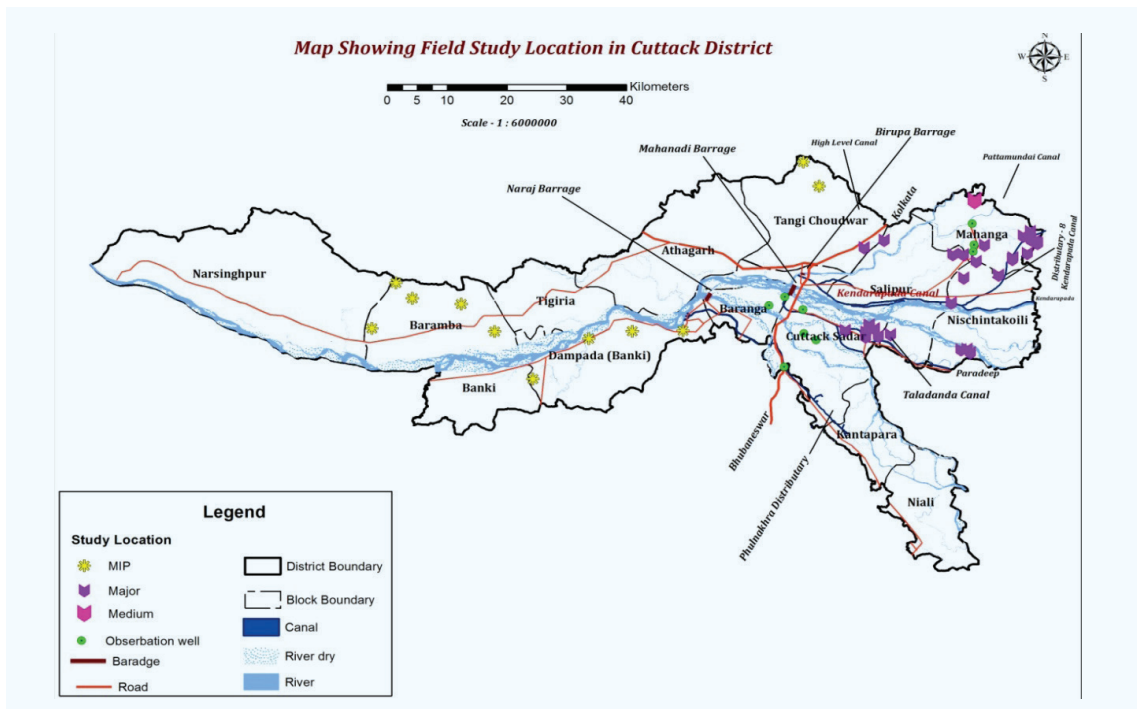 Map Showing Field Study Location in Cuttack District
N
W
E
S
Kilometers
0 5 10 20 30 40
Scale - 1 : 6000000
Birupa Barrage
High Level Canal
Mahanadi Barrage
Pattamundai Canal
Naraj Barrage
Kolkata
Tangi Choudwar
Mahanga
Distributary - 8
Kendarapada Canal
Athagarh
Narsinghpur
Salipur
Kendarapada Canal
Kendarapada
Tigiria
Baramba
Baranga
Nischintakoili
Cuttack Sadar
Dampada (Banki)
Paradeep
Banki
Taladanda Canal
Bhubaneswar
Kantapara
Phulnakhra Distributary
Niali
Legend
Study Location
MIP
Major
Medium
Obserbation well
Baradge
Road
District Boundary
Block Boundary
Canal
River dry
River